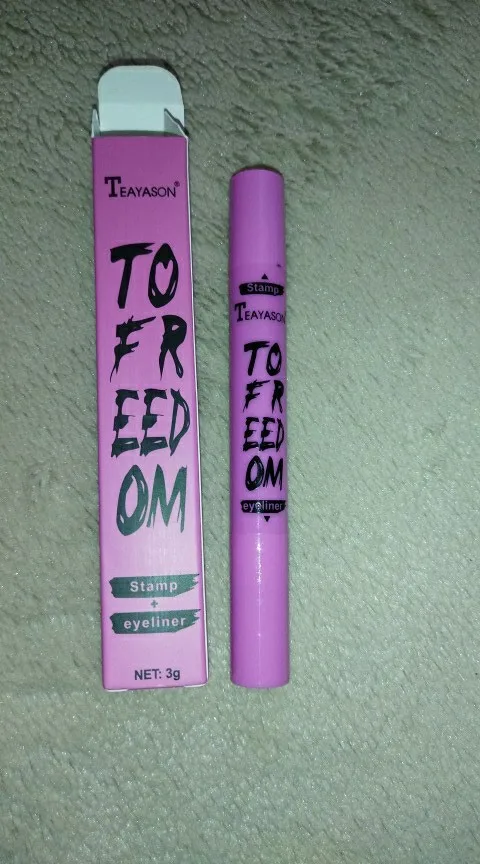 TEAYASON®
TO
FR
EED
OM
Stamp
+
eyeliner
NET: 3g
Stamp
TEAYASON
TO
FR
EED
OM
eyeliner